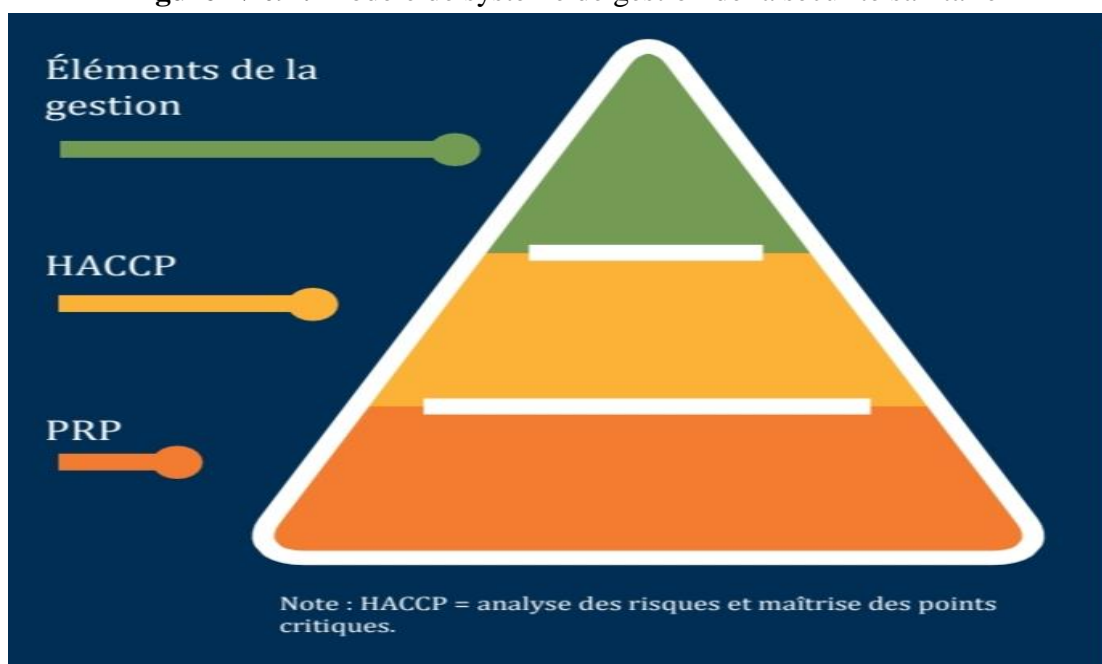 Éléments de la
gestion
HACCP
PRP
Note : HACCP = analyse des risques et maîtrise des points
critiques.